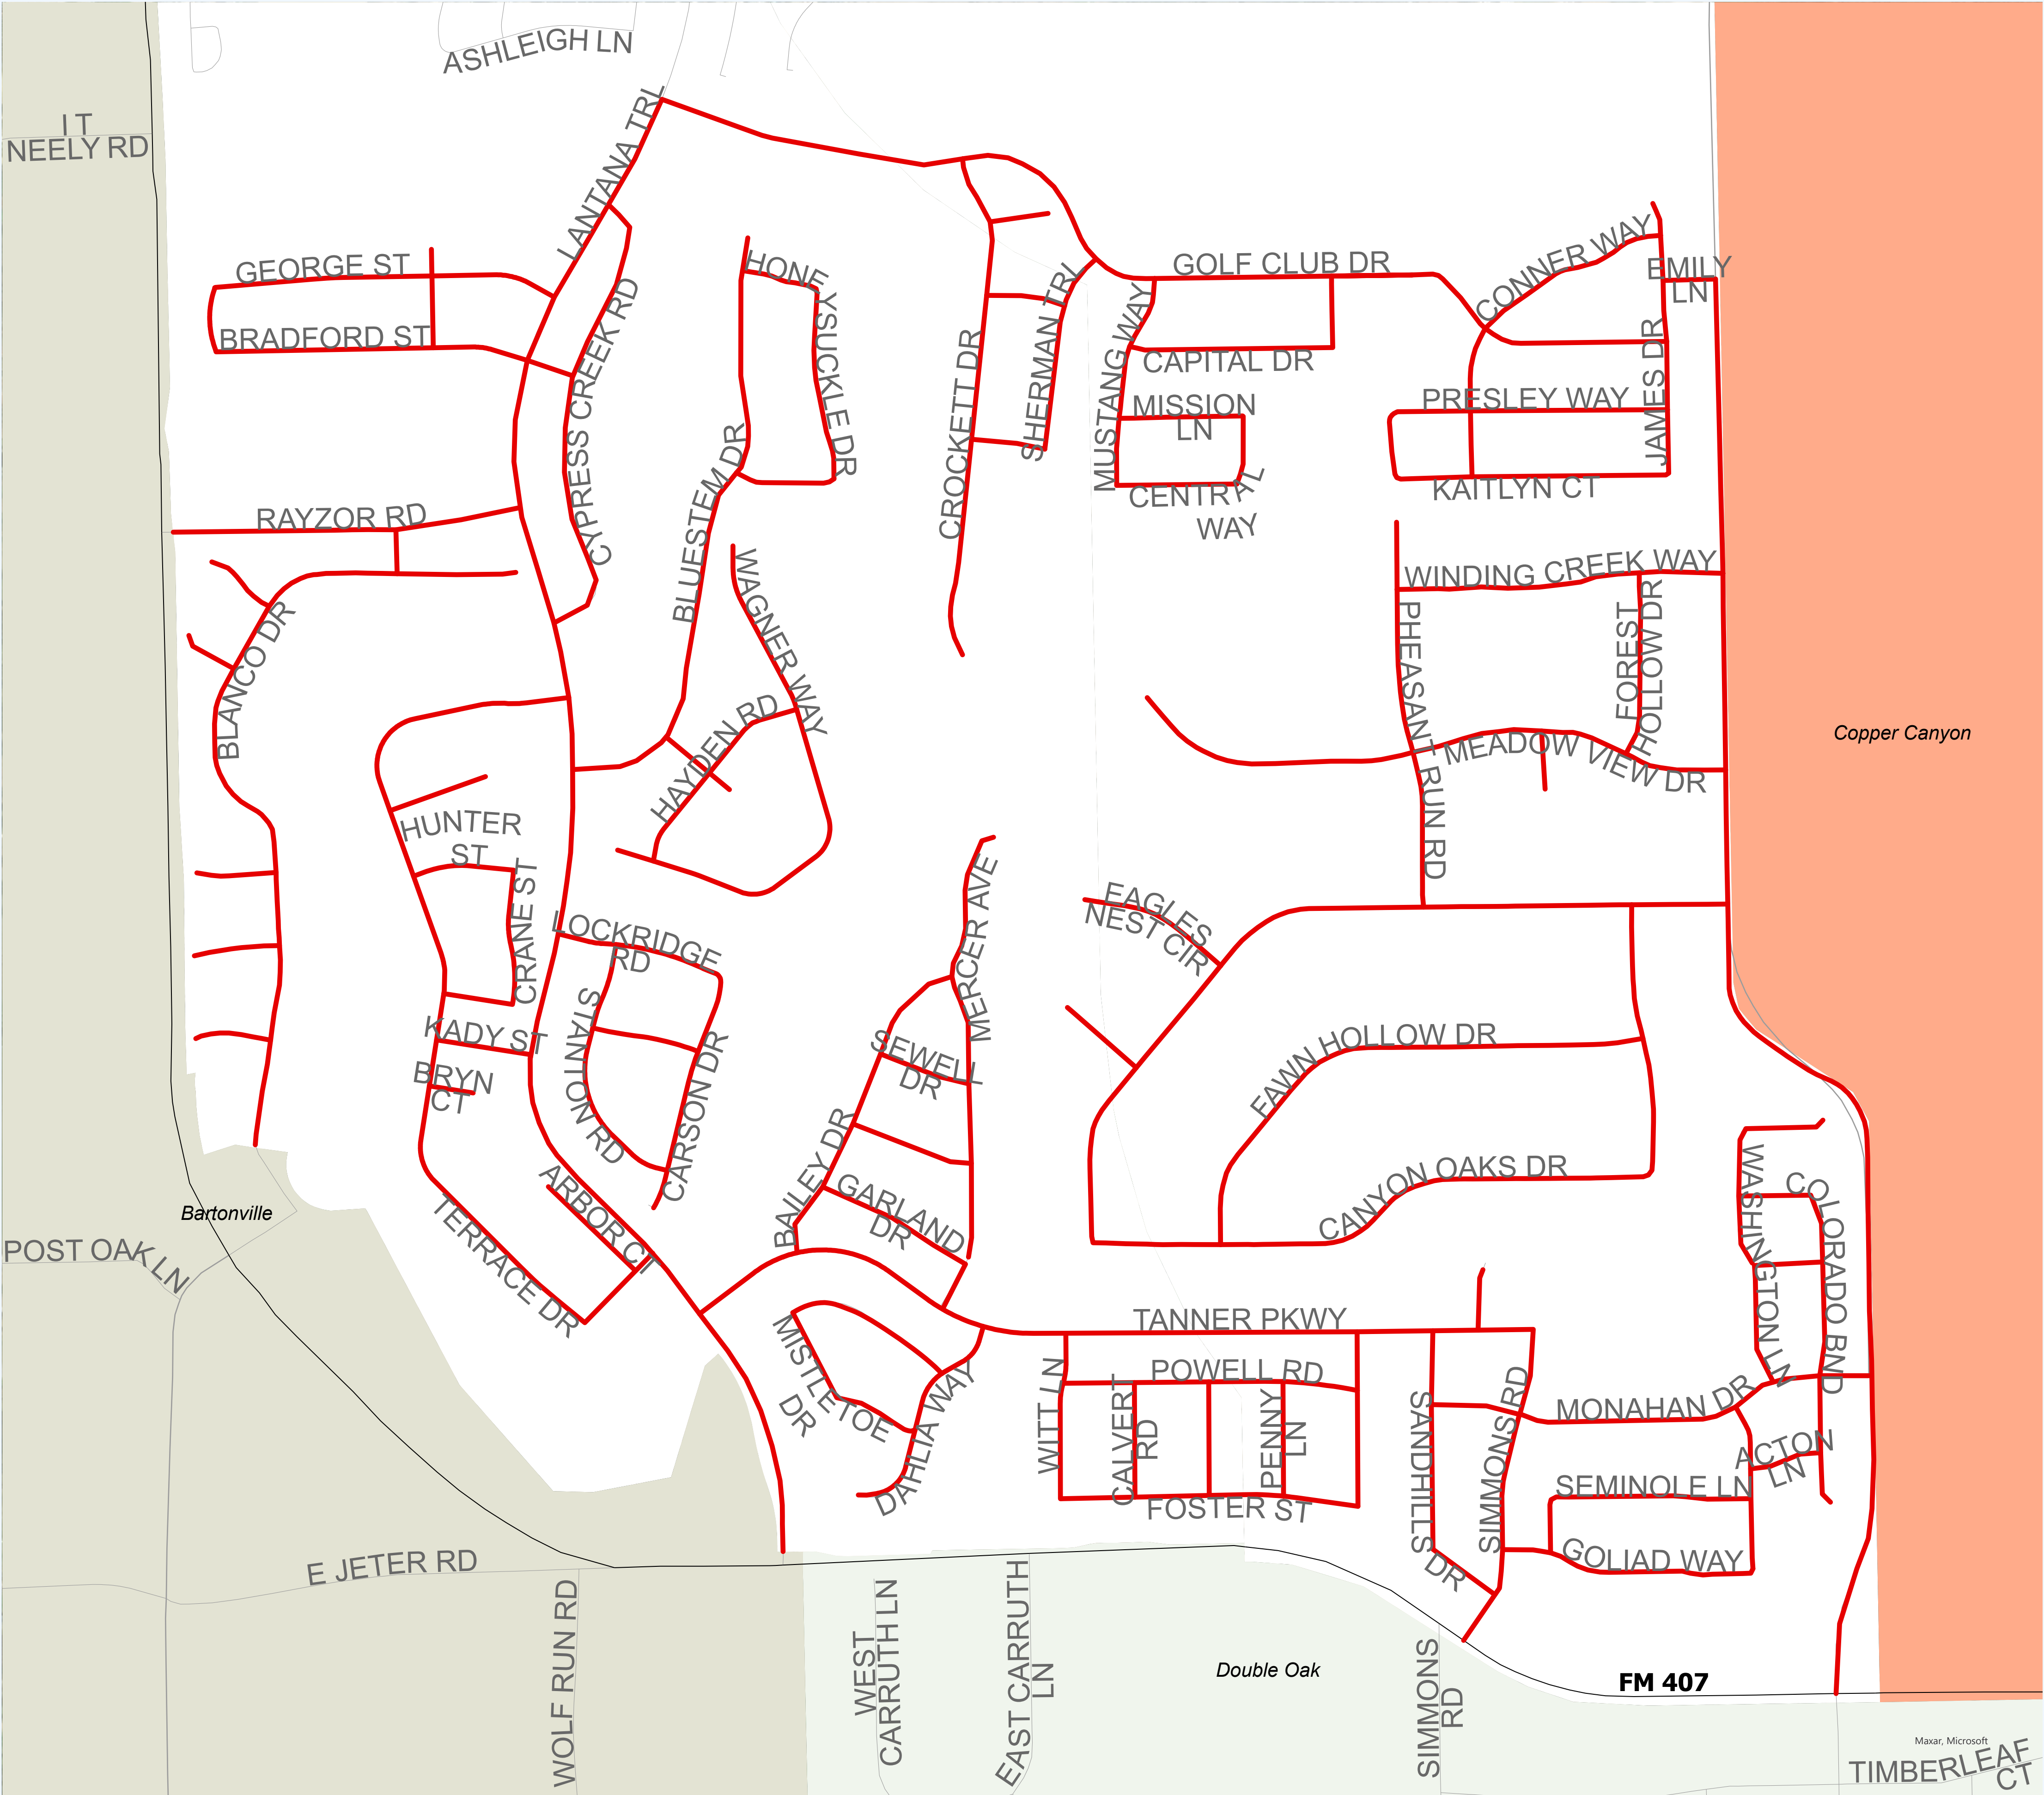 ASHLEIGH LN
I T
NEELY RD
LANTANA TRL
GEORGE ST
BRADFORD ST
CYPRESS CREEK RD
HONEYSUCKLE DR
CROCKETT DR
SHERMAN TRL
MUSTANG WAY
GOLF CLUB DR
CAPITAL DR
MISSION
LN
CENTRAL
WAY
CONNER WAY
EMILY
LN
JAMES DR
PRESLEY WAY
KAITLYN CT
RAYZOR RD
BLANCO DR
BLUESTEM DR
WAGNER WAY
HAYDEN RD
WINDING CREEK WAY
PHEASANT RUN RD
FOREST
HOLLOW DR
MEADOW VIEW DR
Copper Canyon
HUNTER
ST
CRANE ST
LOCKRIDGE
RD
STANTION RD
CARSON DR
KADY ST
BRYN
CT
ARBOR CT
TERRACE DR
MERCER AVE
SEWELL
DR
BAILEY DR
GARLAND
DR
EAGLES
NEST CIR
FAWN HOLLOW DR
CANYON OAKS DR
WASHINGTON LN
COLORADO BND
Bartonville
POST OAK LN
MISTLETOE
DR
DAHLIA WAY
TANNER PKWY
WITT LN
POWELL RD
CALVERT
RD
PENNY
LN
FOSTER ST
SANDHILLS
DR
SIMMONS RD
MONAHAN DR
ACTON
LN
SEMINOLE LN
GOLIAD WAY
E JETER RD
WOLF RUN RD
WEST
CARRUTH LN
EAST CARRUTH
LN
Double Oak
SIMMONS
RD
FM 407
Maxar, Microsoft
TIMBERLEAF
CT